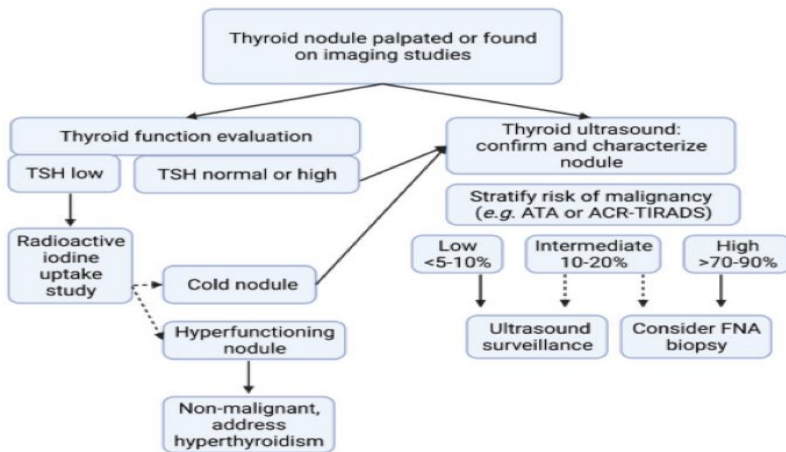 Thyroid nodule palpated or found
on imaging studies
Thyroid function evaluation
TSH low
TSH normal or high
Thyroid ultrasound:
confirm and characterize
nodule
Stratify risk of malignancy
(e.g. ATA or ACR-TIRADS)
Radioactive
iodine
uptake
study
Low
<5-10%
Intermediate
10-20%
High
>70-90%
Cold nodule
Hyperfunctioning
nodule
Ultrasound
surveillance
Consider FNA
biopsy
Non-malignant,
address
hyperthyroidism